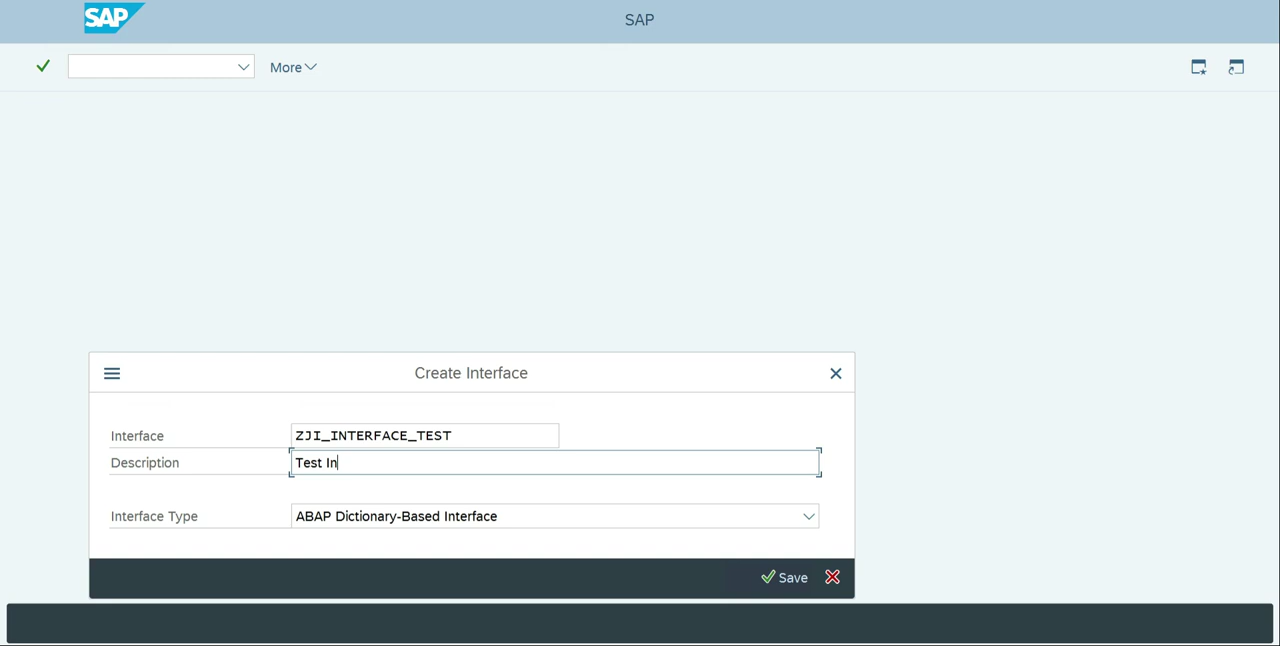 SAP
SAP
More
Create Interface
Interface ZJI_INTERFACE_TEST
Description Test In
Interface Type ABAP Dictionary-Based Interface
Save